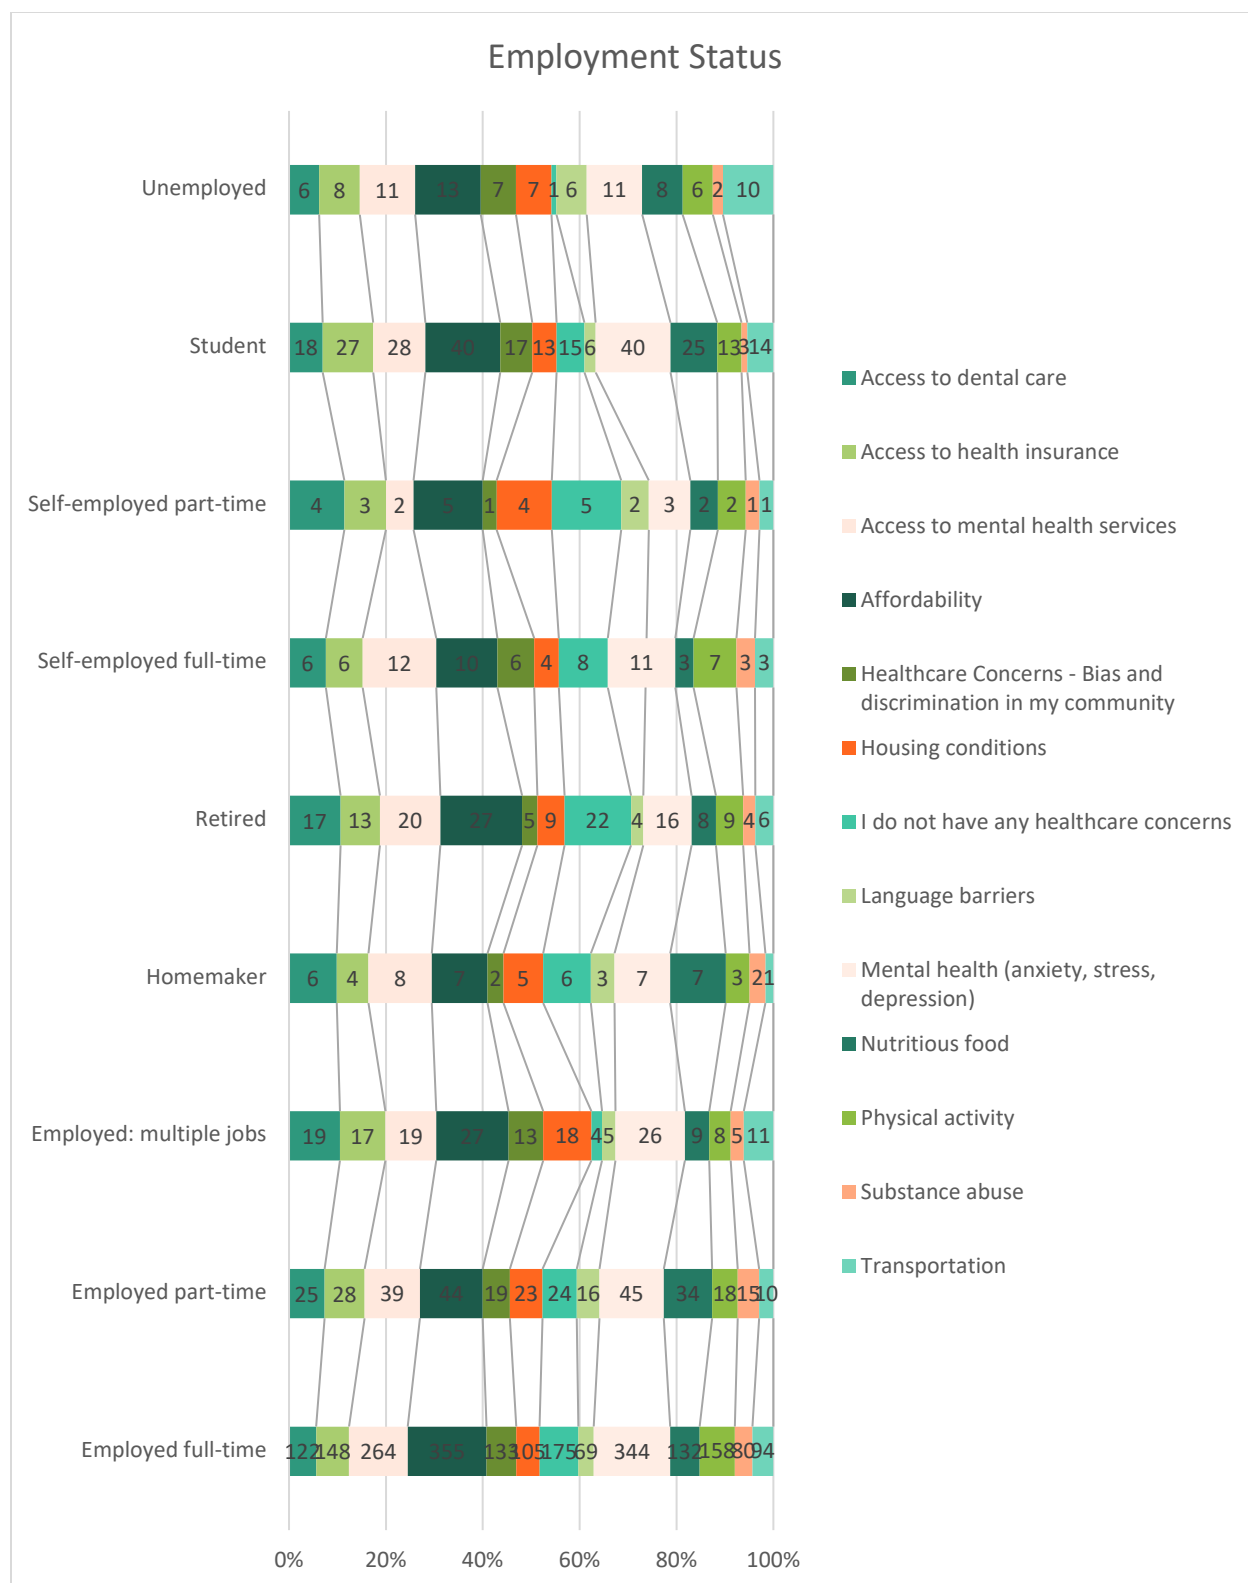 Employment Status
Unemployed
6 8 11 13 7 7 1 6 11 8 6 2 10
Student
18 27 28 40 17 13 15 6 40 25 13 3 14
Self-employed part-time
4 3 2 5 1 4 5 2 3 2 2 1 1
Self-employed full-time
6 6 12 10 6 4 8 11 3 7 3 3
Retired
17 13 20 27 5 9 22 4 16 8 9 4 6
Homemaker
6 4 8 7 2 5 6 3 7 7 3 2 1
Employed: multiple jobs
19 17 19 27 13 18 4 5 26 9 8 5 11
Employed part-time
25 28 39 44 19 23 24 16 45 34 18 15 10
Employed full-time
122 148 264 355 133 105 175 69 344 132 158 80 94
0% 20% 40% 60% 80% 100%
Access to dental care
Access to health insurance
Access to mental health services
Affordability
Healthcare Concerns - Bias and
discrimination in my community
Housing conditions
I do not have any healthcare concerns
Language barriers
Mental health (anxiety, stress,
depression)
Nutritious food
Physical activity
Substance abuse
Transportation